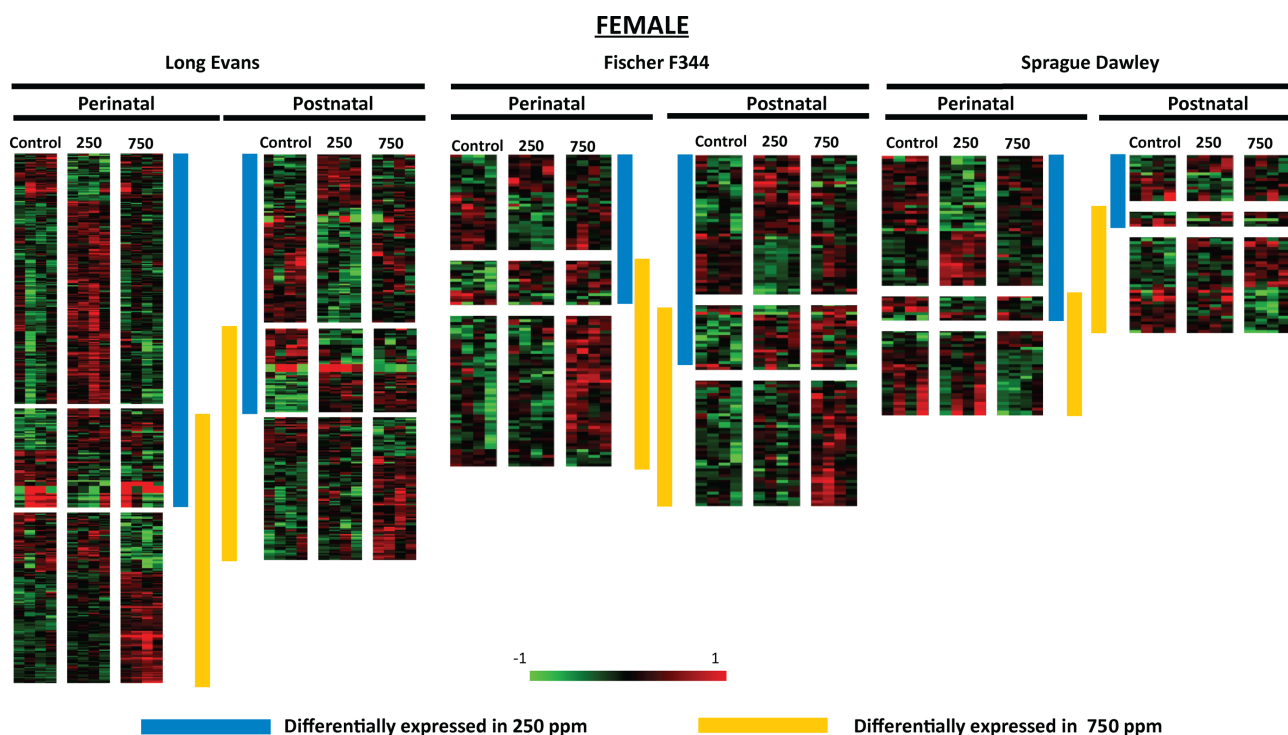 FEMALE
Long Evans Fischer F344 Sprague Dawley
Perinatal Postnatal Perinatal Postnatal Perinatal Postnatal
Control 250 750 Control 250 750 Control 250 750 Control 250 750 Control 250 750 Control 250 750
-1 1
Differentially expressed in 250 ppm Differentially expressed in 750 ppm